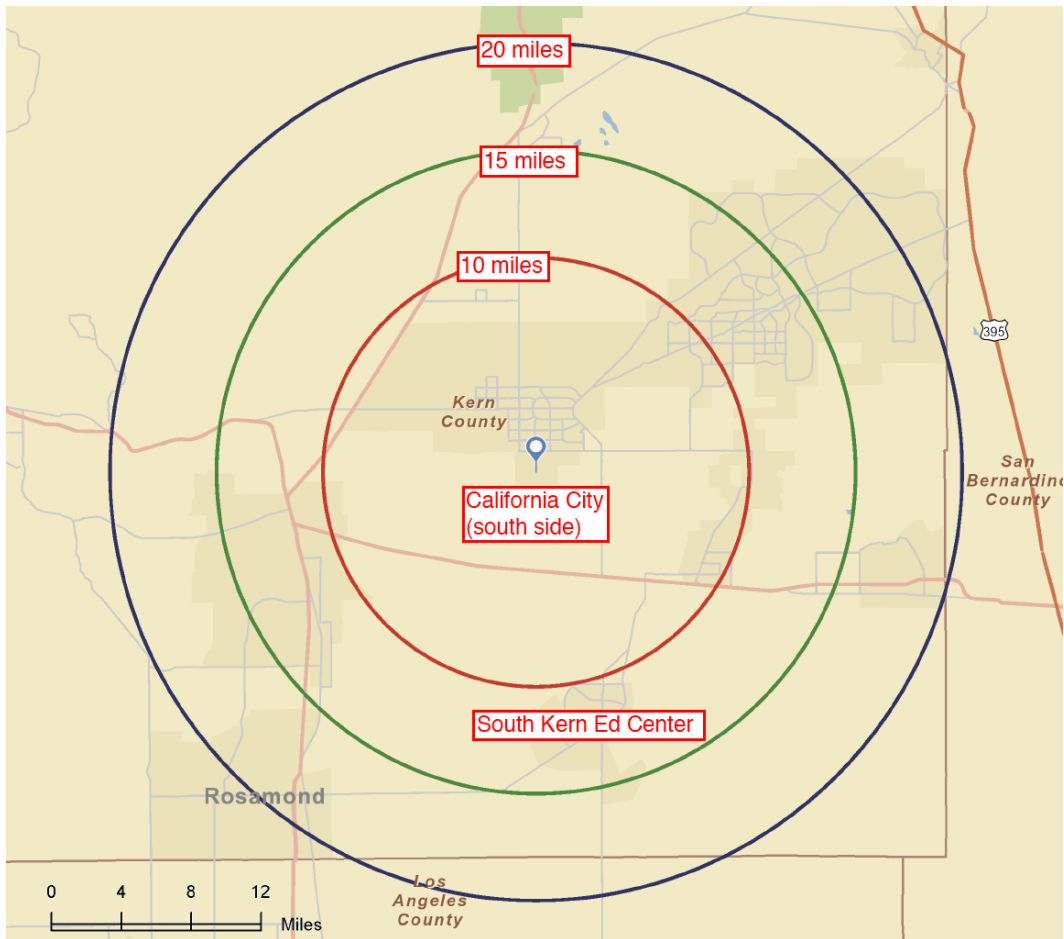 20 miles
15 miles
10 miles
395
Kern
County
San
Bernardino
County
California City
(south side)
South Kern Ed Center
Rosamond
Los
Angeles
County
0 4 8 12
Miles